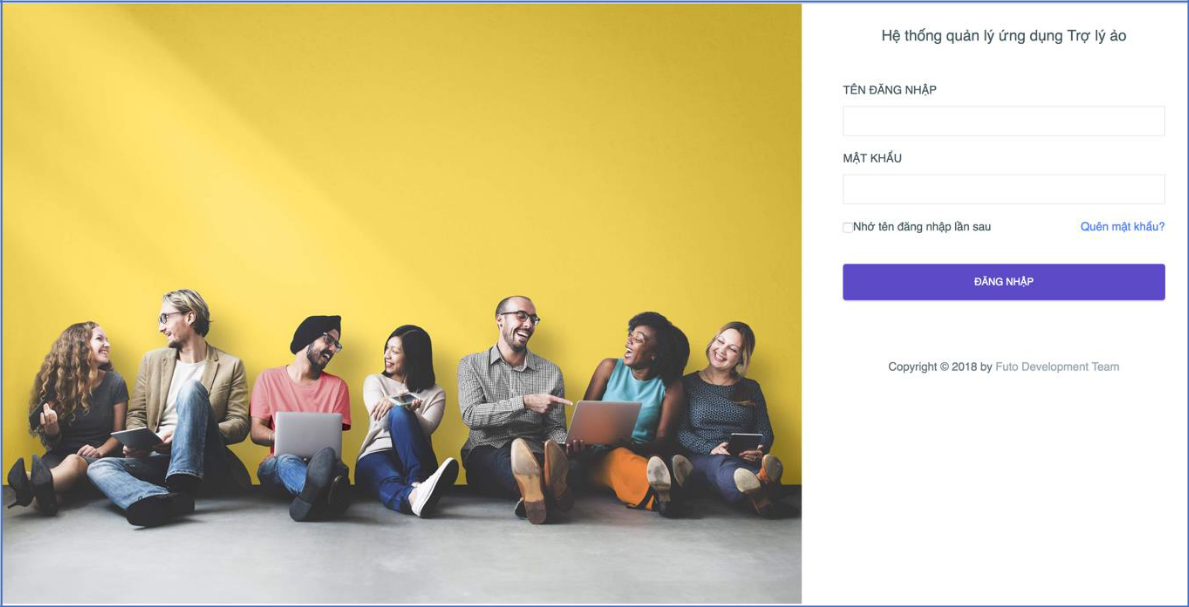 Hệ thống quản lý ứng dụng Trợ lý ảo
TÊN ĐĂNG NHẬP
MẬT KHẨU
Nhớ tên đăng nhập lần sau
Quên mật khẩu?
ĐĂNG NHẬP
Copyright © 2018 by Futo Development Team